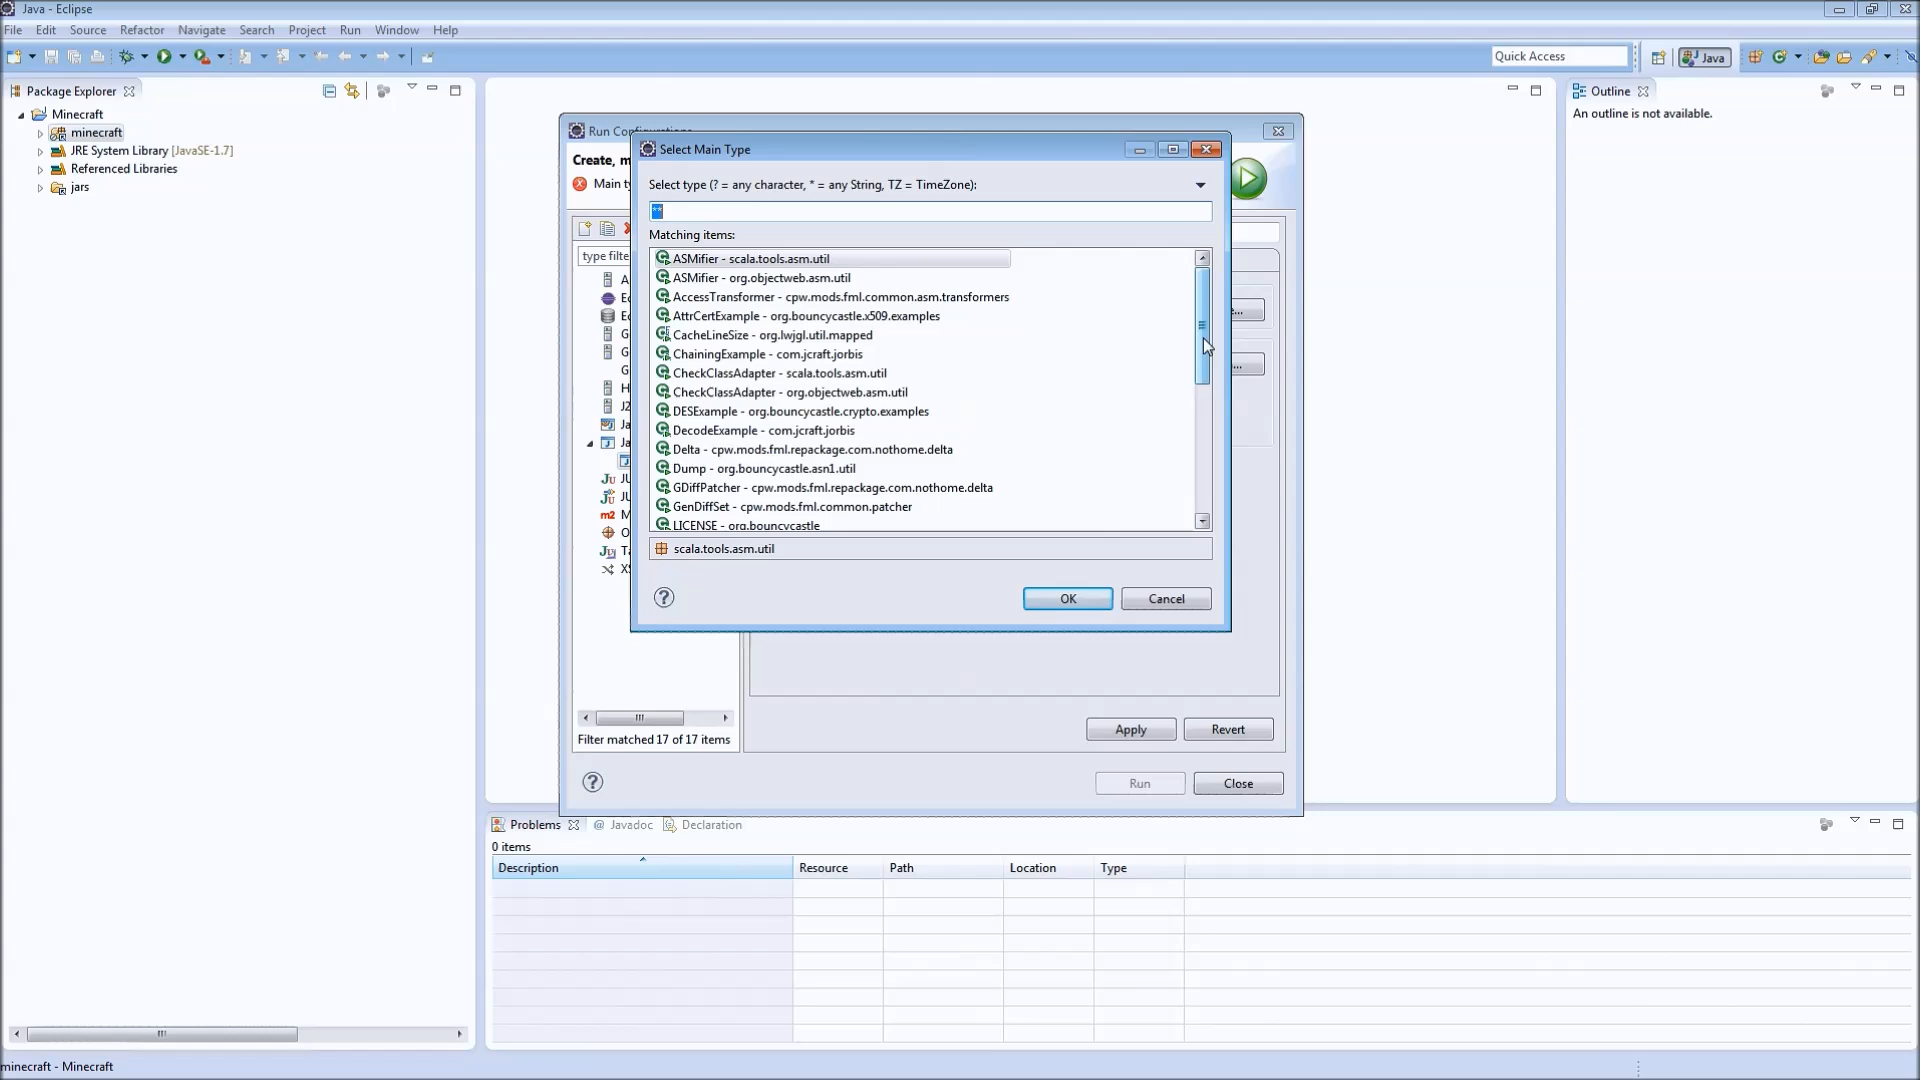 Java - Eclipse
File Edit Source Refactor Navigate Search Project Run Window Help
Quick Access
Java
Package Explorer
Minecraft
minecraft
JRE System Library [JavaSE-1.7]
Referenced Libraries
jars
Outline
An outline is not available.
Run Configurations
Create, m
Main ty
type filte
Select Main Type
Select type (? = any character, * = any String, TZ = TimeZone):
**
Matching items:
ASMifier - scala.tools.asm.util
ASMifier - org.objectweb.asm.util
AccessTransformer - cpw.mods.fml.common.asm.transformers
AttrCertExample - org.bouncycastle.x509.examples
CacheLineSize - org.lwjgl.util.mapped
ChainingExample - com.jcraft.jorbis
CheckClassAdapter - scala.tools.asm.util
CheckClassAdapter - org.objectweb.asm.util
DESExample - org.bouncycastle.crypto.examples
DecodeExample - com.jcraft.jorbis
Delta - cpw.mods.fml.repackage.com.nothome.delta
Dump - org.bouncycastle.asn1.util
GDiffPatcher - cpw.mods.fml.repackage.com.nothome.delta
GenDiffSet - cpw.mods.fml.common.patcher
LICENSE - org.bouncycastle
scala.tools.asm.util
OK Cancel
Filter matched 17 of 17 items
Apply Revert
Run Close
Problems Javadoc Declaration
0 items
Description Resource Path Location Type
minecraft - Minecraft